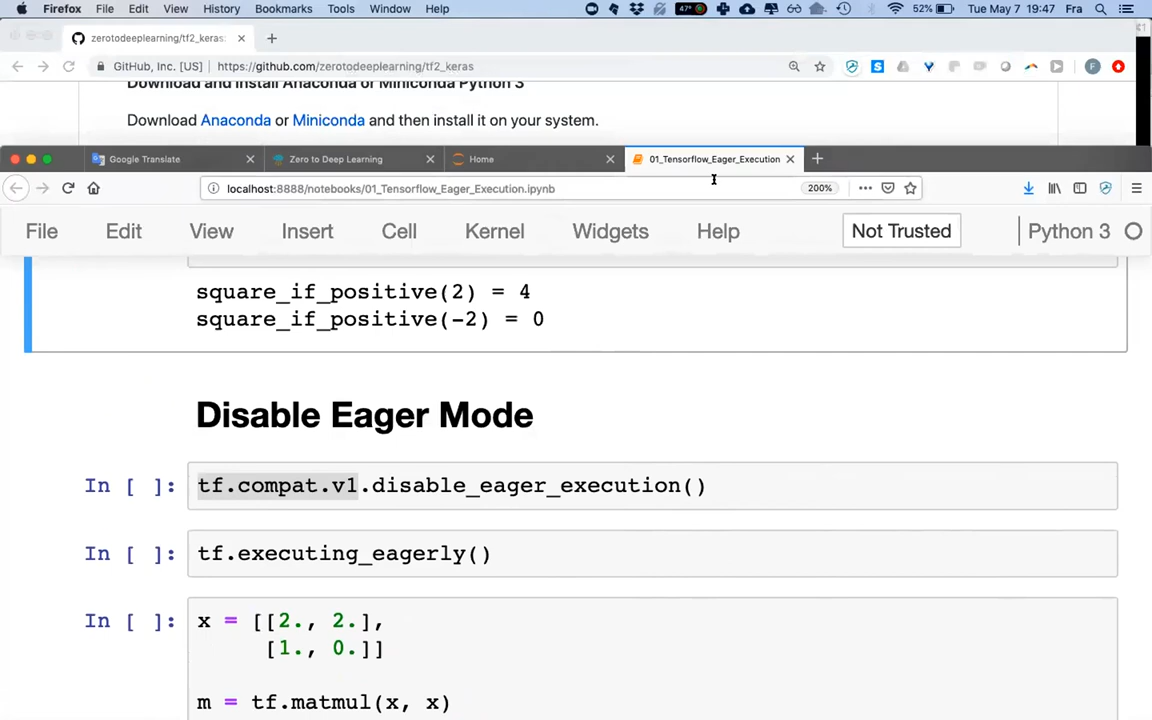 Firefox File Edit View History Bookmarks Tools Window Help 47° 52% Tue May 7 19:47 Fra
zerotodeeplearning/tf2_keras:
GitHub, Inc. [US] https://github.com/zerotodeeplearning/tf2_keras F
Download and install Anaconda or Miniconda Python 3
Download Anaconda or Miniconda and then install it on your system.
Google Translate Zero to Deep Learning Home 01_Tensorflow_Eager_Execution
localhost:8888/notebooks/01_Tensorflow_Eager_Execution.ipynb 200%
File Edit View Insert Cell Kernel Widgets Help Not Trusted Python 3
square_if_positive(2) = 4
square_if_positive(-2) = 0
Disable Eager Mode
In [ ]: tf.compat.v1.disable_eager_execution()
In [ ]: tf.executing_eagerly()
In [ ]: x = [[2., 2.],
[1., 0.]]
m = tf.matmul(x, x)